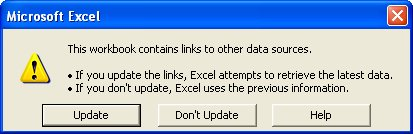 Microsoft Excel
This workbook contains links to other data sources.
• If you update the links, Excel attempts to retrieve the latest data.
• If you don't update, Excel uses the previous information.
Update Don't Update Help